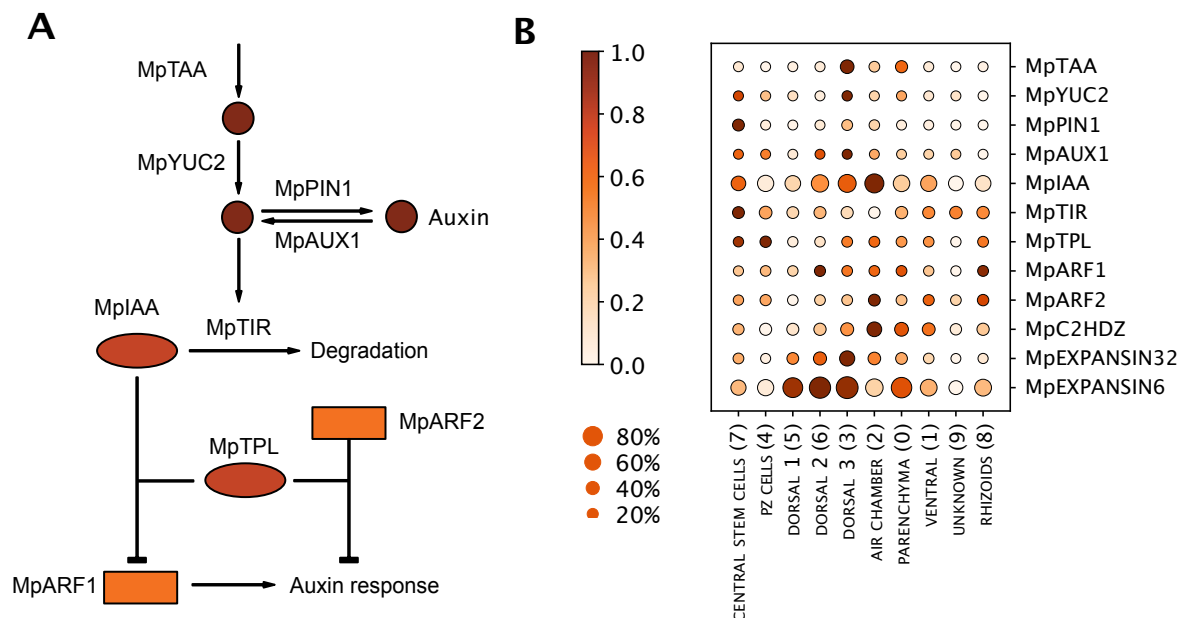 A
MpTAA
MpYUC2
MpPIN1
MpAUX1
Auxin
MpIAA
MpTIR
Degradation
MpARF2
MpTPL
MpARF1
Auxin response
B
1.0
0.8
0.6
0.4
0.2
0.0
80%
60%
40%
20%
MpTAA
MpYUC2
MpPIN1
MpAUX1
MpIAA
MpTIR
MpTPL
MpARF1
MpARF2
MpC2HDZ
MpEXPANSIN32
MpEXPANSIN6
CENTRAL STEM CELLS (7)
PZ CELLS (4)
DORSAL 1 (5)
DORSAL 2 (6)
DORSAL 3 (3)
AIR CHAMBER (2)
PARENCHYMA (0)
VENTRAL (1)
UNKNOWN (9)
RHIZOIDS (8)